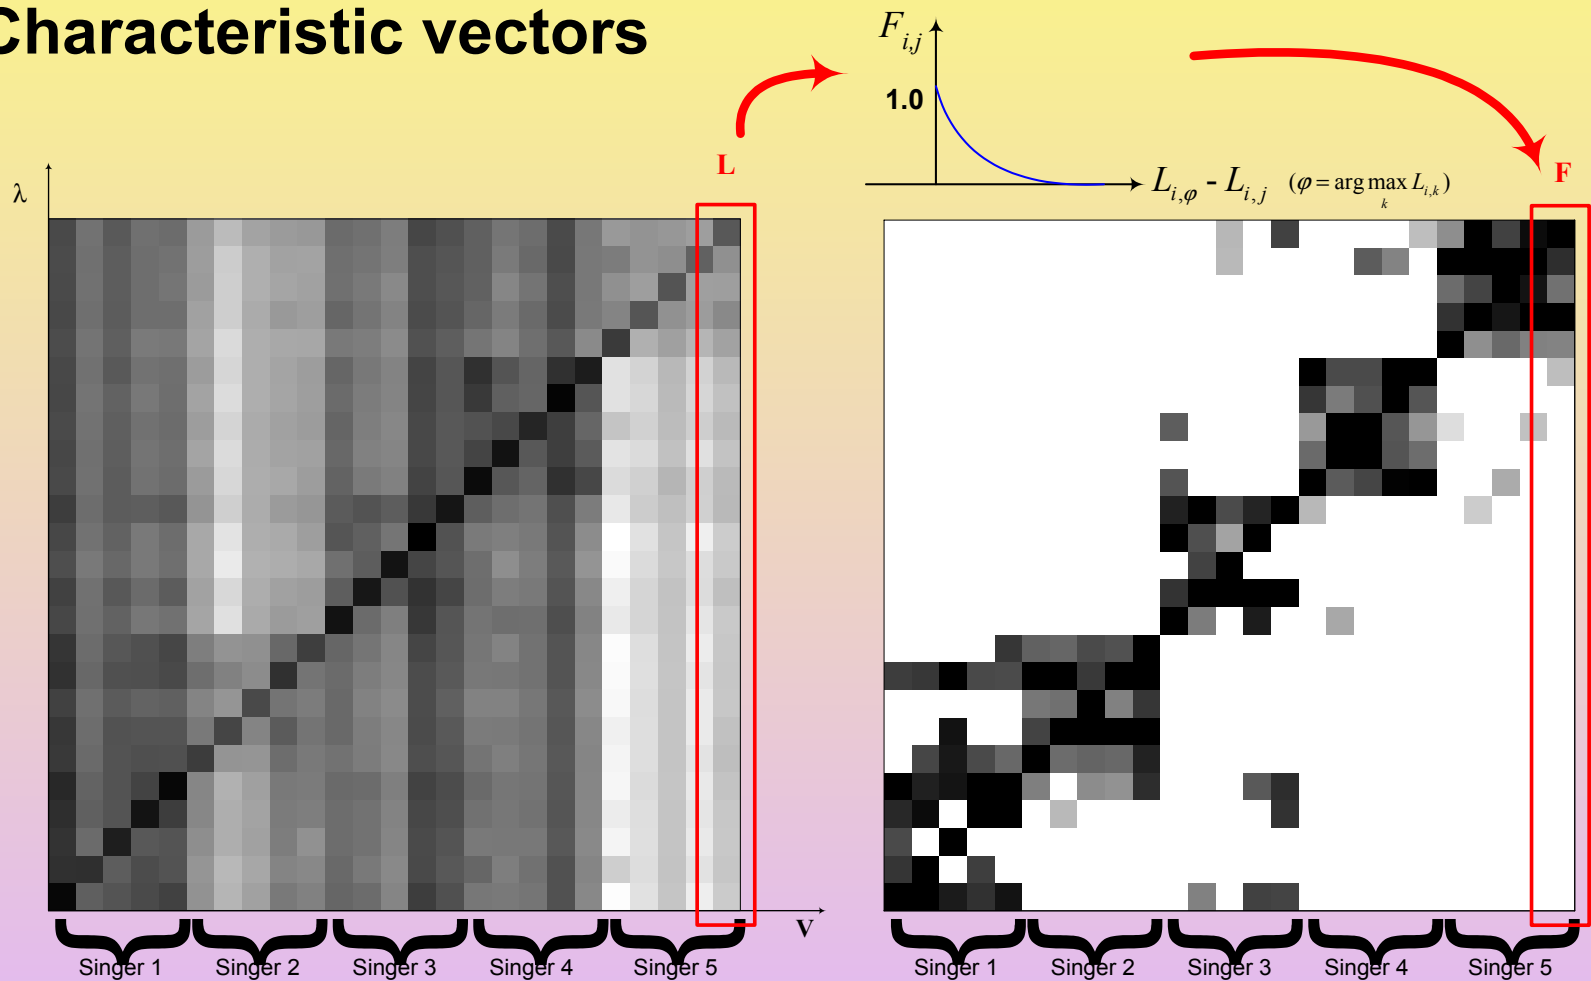 Characteristic vectors
F_{i,j}
1.0
L_{i,φ} - L_{i,j} (φ = arg max_k L_{i,k})
L
F
λ
V
Singer 1 Singer 2 Singer 3 Singer 4 Singer 5
Singer 1 Singer 2 Singer 3 Singer 4 Singer 5